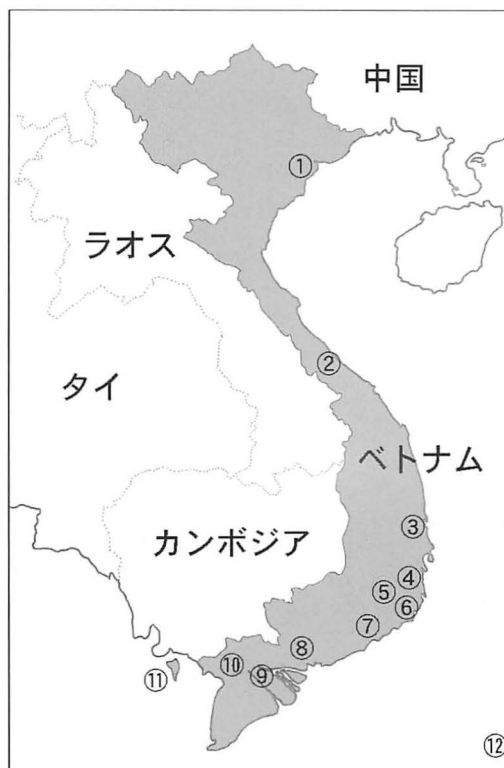 中国
①
ラオス
②
タイ
ベトナム
③
カンボジア
④
⑤
⑥
⑦
⑧
⑩
⑨
⑪
⑫